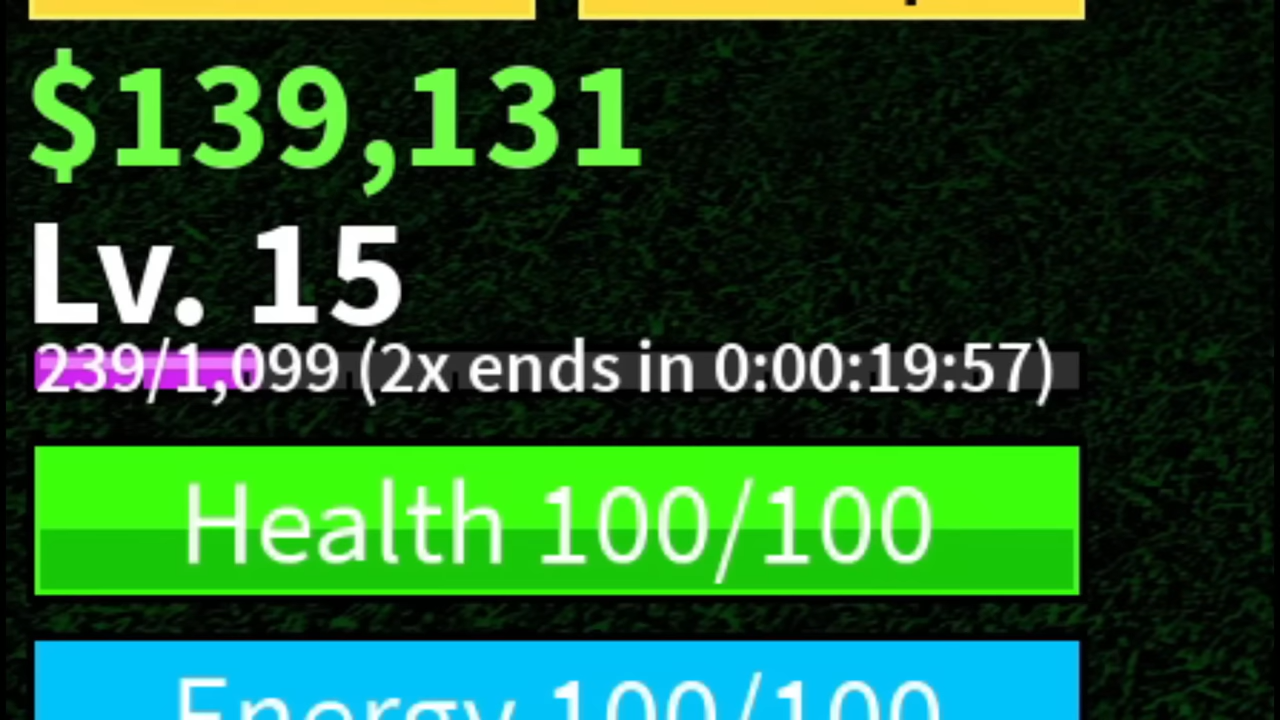 $139,131
Lv. 15
239/1,099 (2x ends in 0:00:19:57)
Health 100/100
Energy 100/100